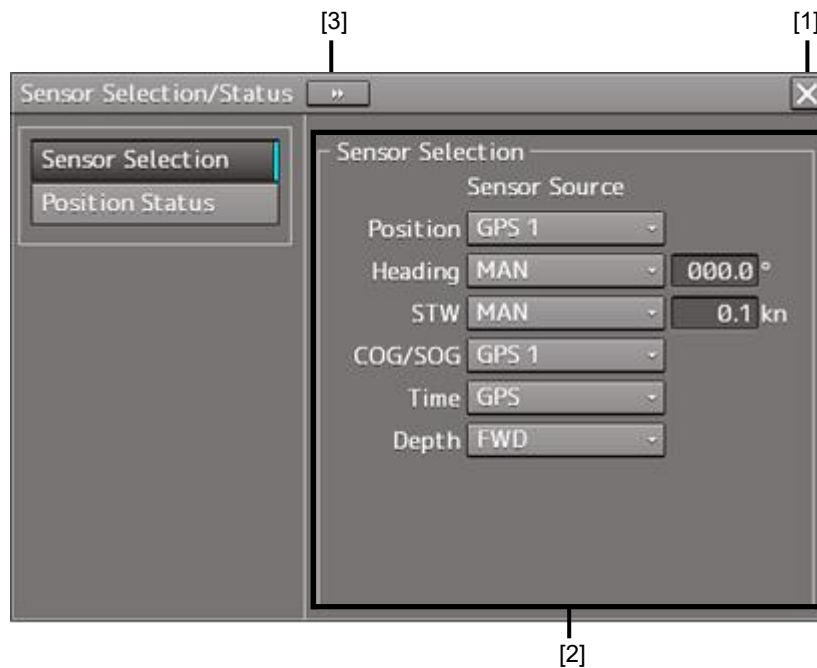 [3] [1]
Sensor Selection/Status
Sensor Selection
Position Status
Sensor Selection
Sensor Source
Position GPS 1
Heading MAN 000.0 °
STW MAN 0.1 kn
COG/SOG GPS 1
Time GPS
Depth FWD
[2]